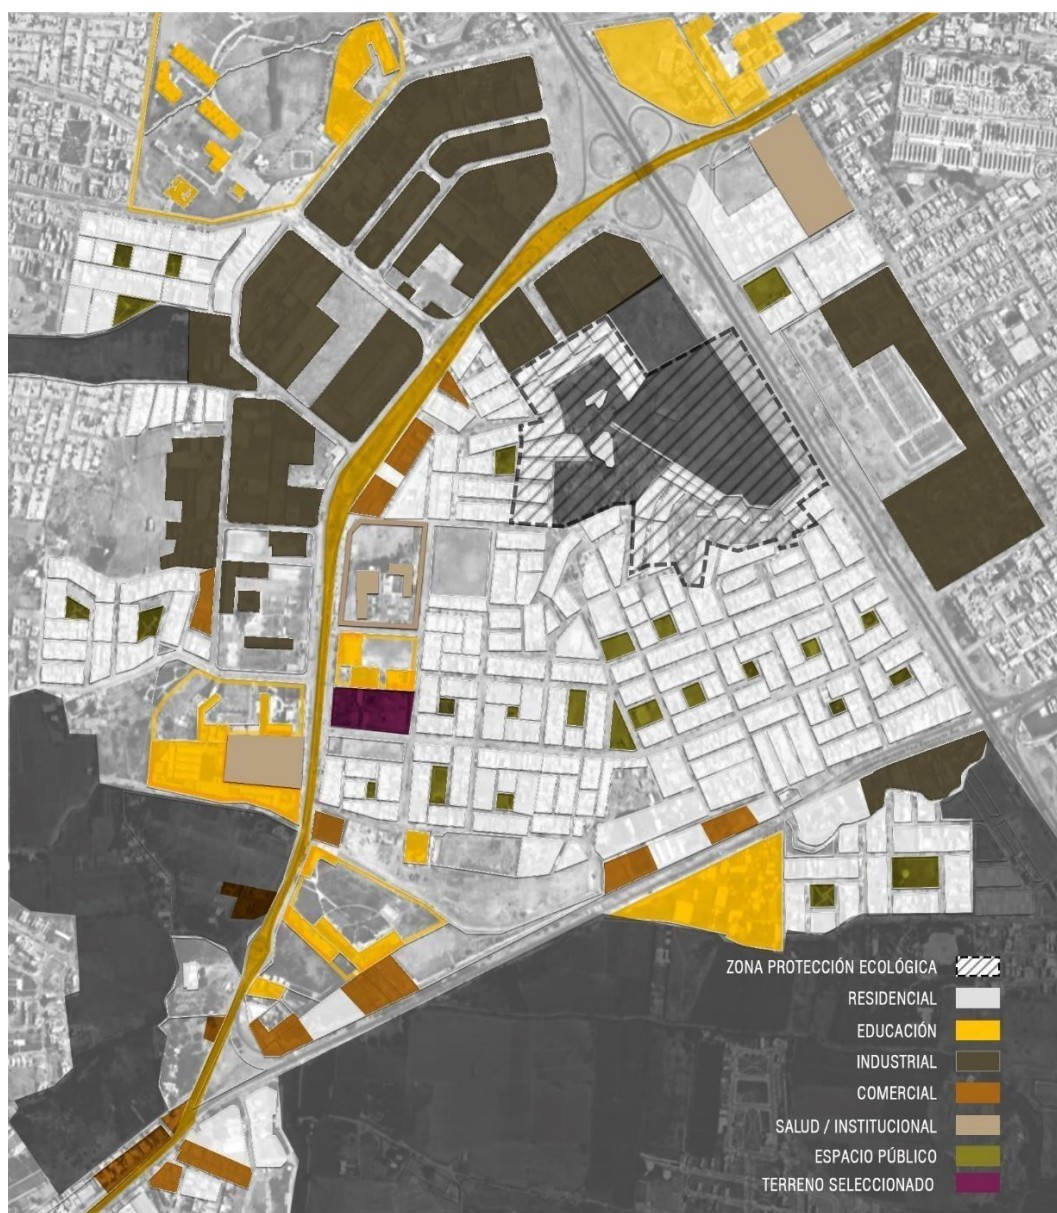 ZONA PROTECCIÓN ECOLÓGICA
RESIDENCIAL
EDUCACIÓN
INDUSTRIAL
COMERCIAL
SALUD / INSTITUCIONAL
ESPACIO PÚBLICO
TERRENO SELECCIONADO